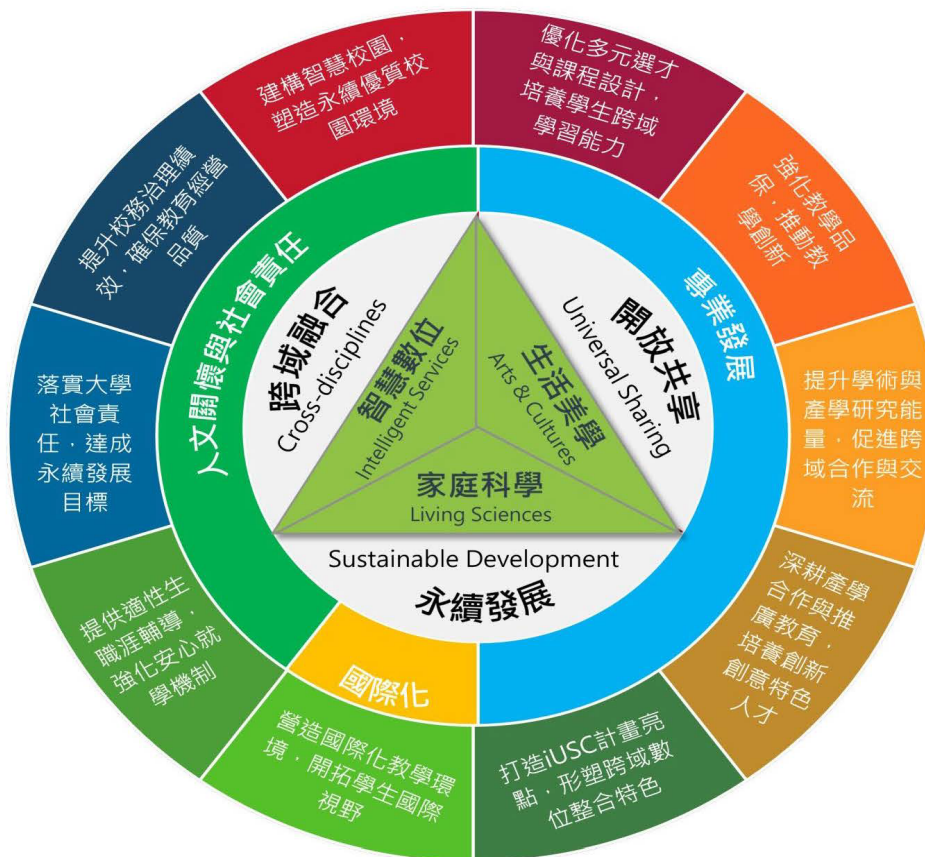 優化多元選才
與課程設計，
培養學生跨域
學習能力
強化教學品
保，推動教
學創新
提升學術與
產學研究能
量，促進跨
域合作與交
流
深耕產學
合作與推
廣教育，
培養創新
創意特色
人才
打造iUSC計畫亮
點，形塑跨域數
位整合特色
營造國際化教學環
境，開拓學生國際
視野
提供適性生
職涯輔導，
強化安心就
學機制
落實大學
社會責
任，達成
永續發展
目標
提升校務治理績
效，確保教育經營
品質
建構智慧校園，
塑造永續優質校
園環境
專業發展
國際化
人文關懷與社會責任
跨域融合
Cross-disciplines
開放共享
Universal Sharing
Sustainable Development
永續發展
智慧數位
Intelligent Services
生活美學
Arts & Cultures
家庭科學
Living Sciences